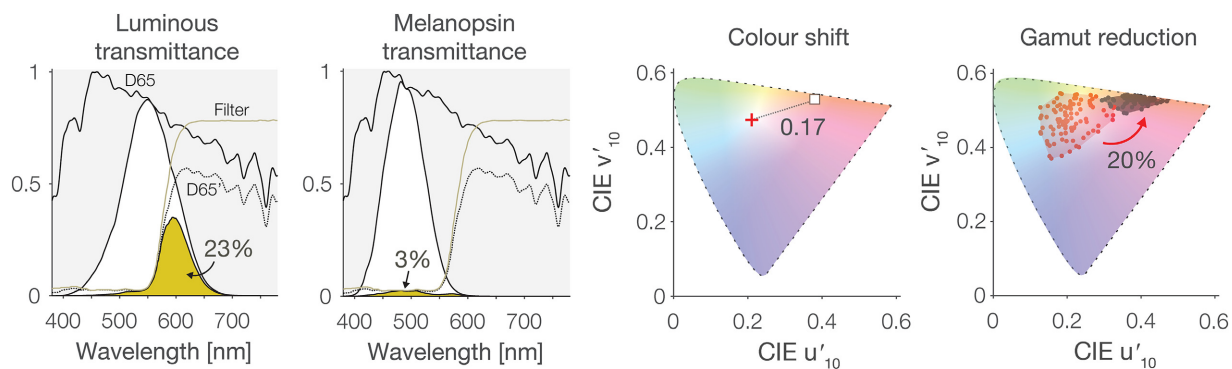 Luminous
transmittance
1
0.5
0
D65
Filter
D65'
23%
400 500 600 700
Wavelength [nm]
Melanopsin
transmittance
1
0.5
0
3%
400 500 600 700
Wavelength [nm]
Colour shift
0.6
0.4
0.2
0
CIE v′10
0.17
0 0.2 0.4 0.6
CIE u′10
Gamut reduction
0.6
0.4
0.2
0
CIE v′10
20%
0 0.2 0.4 0.6
CIE u′10